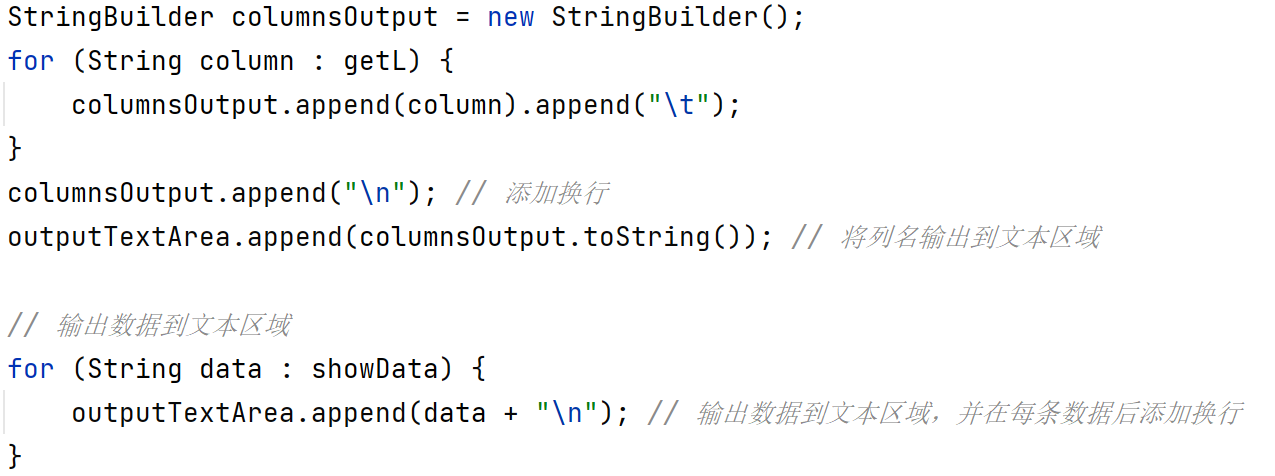 StringBuilder columnsOutput = new StringBuilder();
for (String column : getL) {
    columnsOutput.append(column).append("\t");
}
columnsOutput.append("\n"); // 添加换行
outputTextArea.append(columnsOutput.toString()); // 将列名输出到文本区域

// 输出数据到文本区域
for (String data : showData) {
    outputTextArea.append(data + "\n"); // 输出数据到文本区域，并在每条数据后添加换行
}